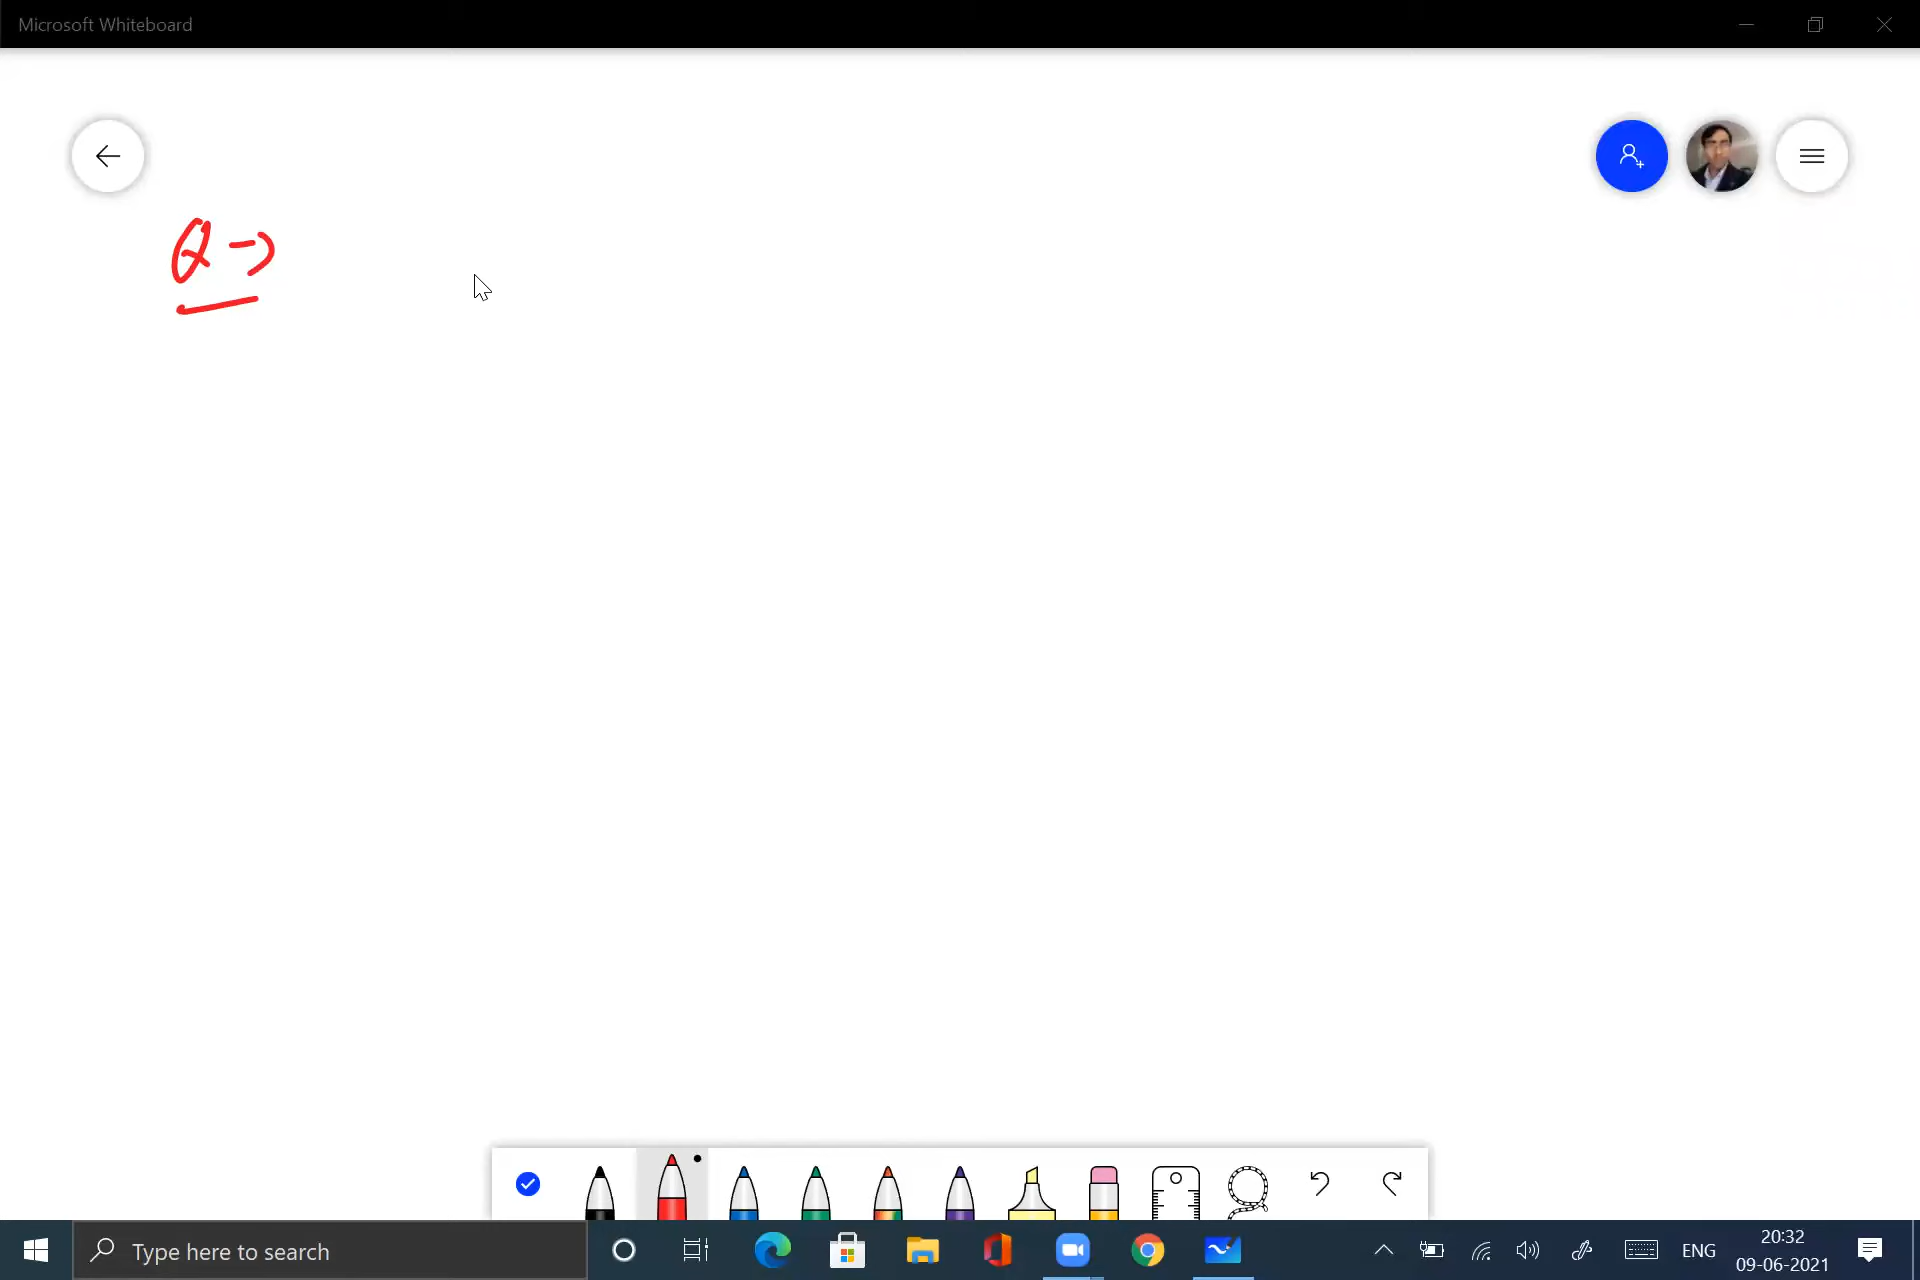 Microsoft Whiteboard
Q →
Type here to search
ENG
20:32
09-06-2021